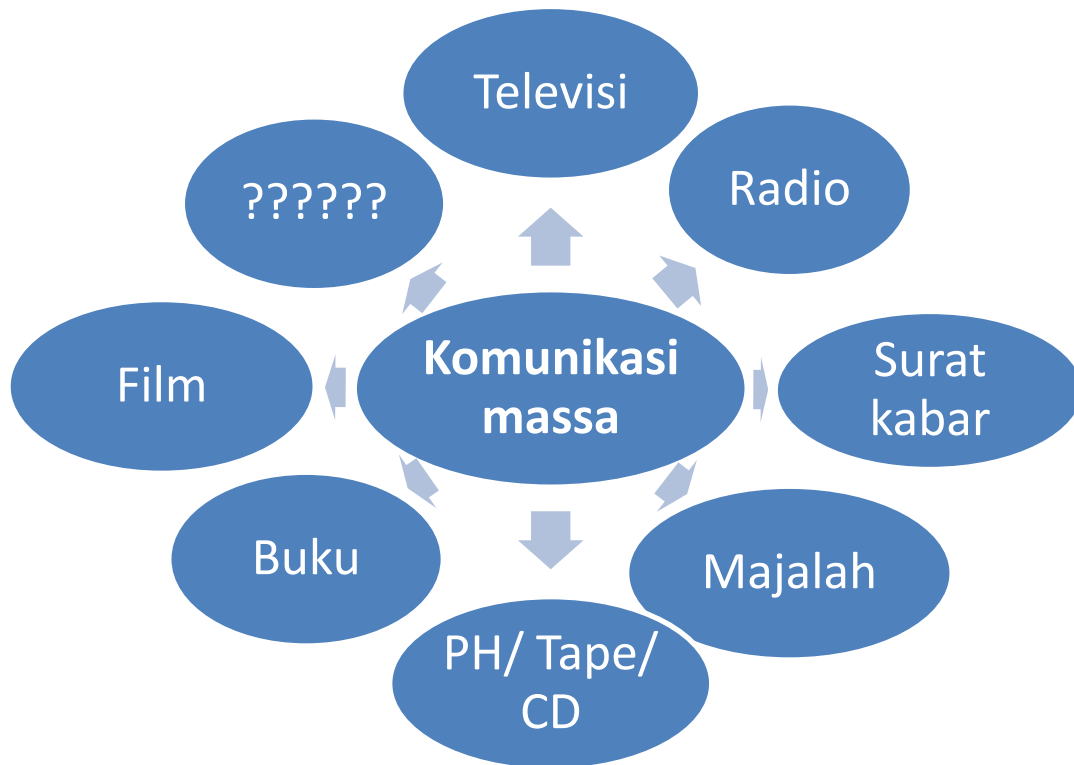 Televisi
Radio
??????
Komunikasi
massa
Film
Surat
kabar
Buku
Majalah
PH/ Tape/
CD